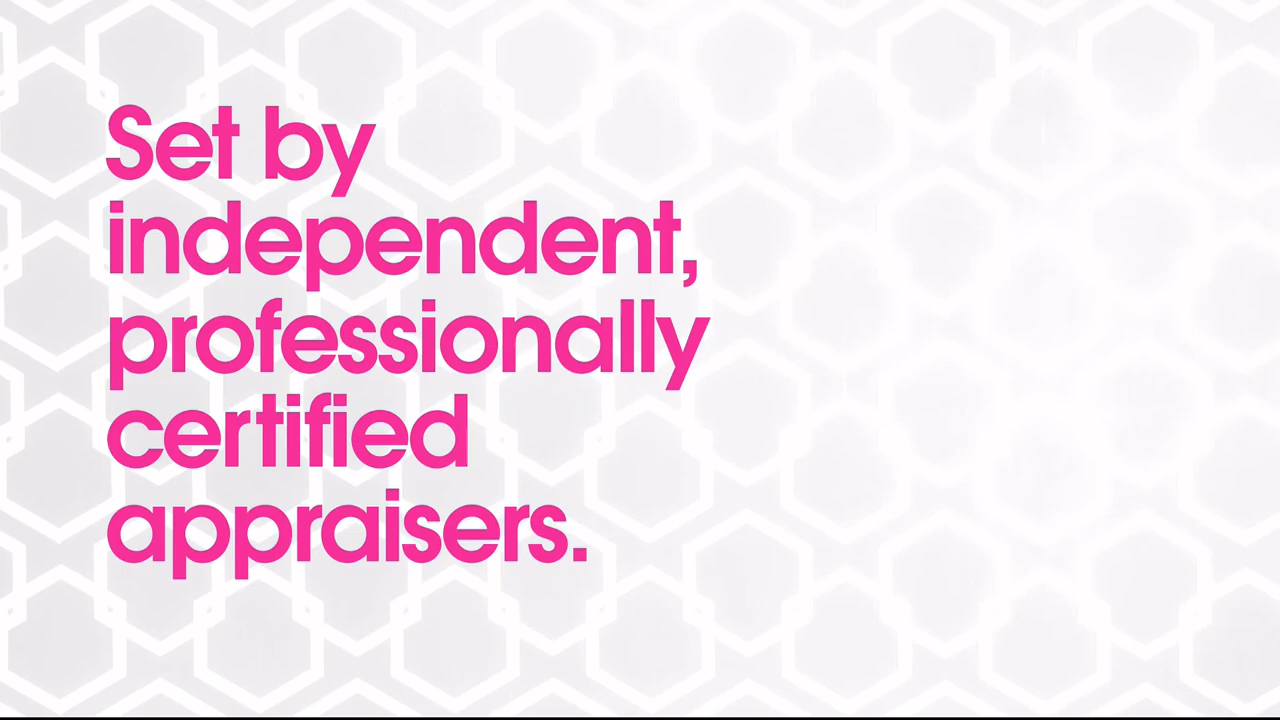 Set by
independent,
professionally
certified
appraisers.